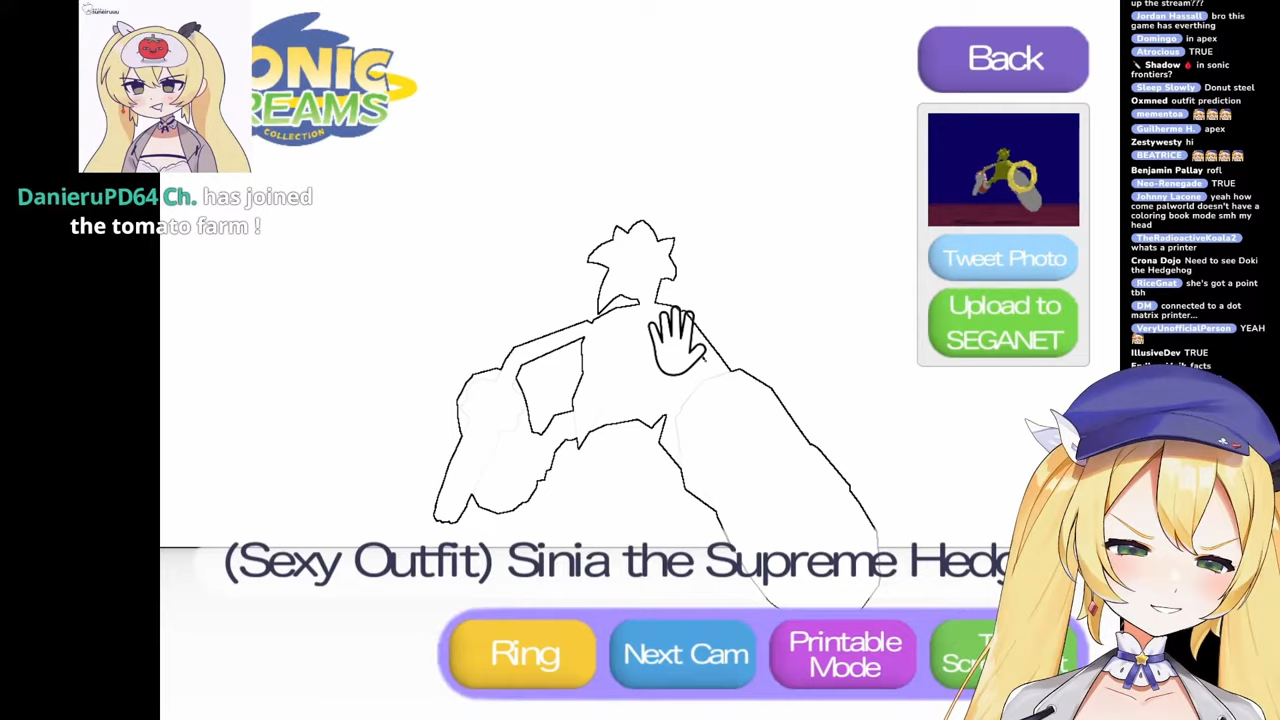 SONIC
DREAMS
COLLECTION
Back
Tweet Photo
Upload to
SEGANET
DanieruPD64 Ch. has joined
the tomato farm !
(Sexy Outfit) Sinia the Supreme Hedg
Ring
Next Cam
Printable
Mode
up the stream???
Jordan Hassall bro this
game has everthing
Domingo in apex
Atrocious TRUE
Shadow in sonic
frontiers?
Sleep Slowly Donut steel
Oxmned outfit prediction
mementoa
Guilherme H. apex
Zestywesty hi
BEATRICE
Benjamin Pallay rofl
Neo-Renegade TRUE
Johnny Lacone yeah how
come palworld doesn't have a
coloring book mode smh my
head
TheRadioactiveKoala2
whats a printer
Crona Dojo Need to see Doki
the Hedgehog
RiceGnat she's got a point
tbh
DM connected to a dot
matrix printer...
VeryUnofficialPerson YEAH
IllusiveDev TRUE